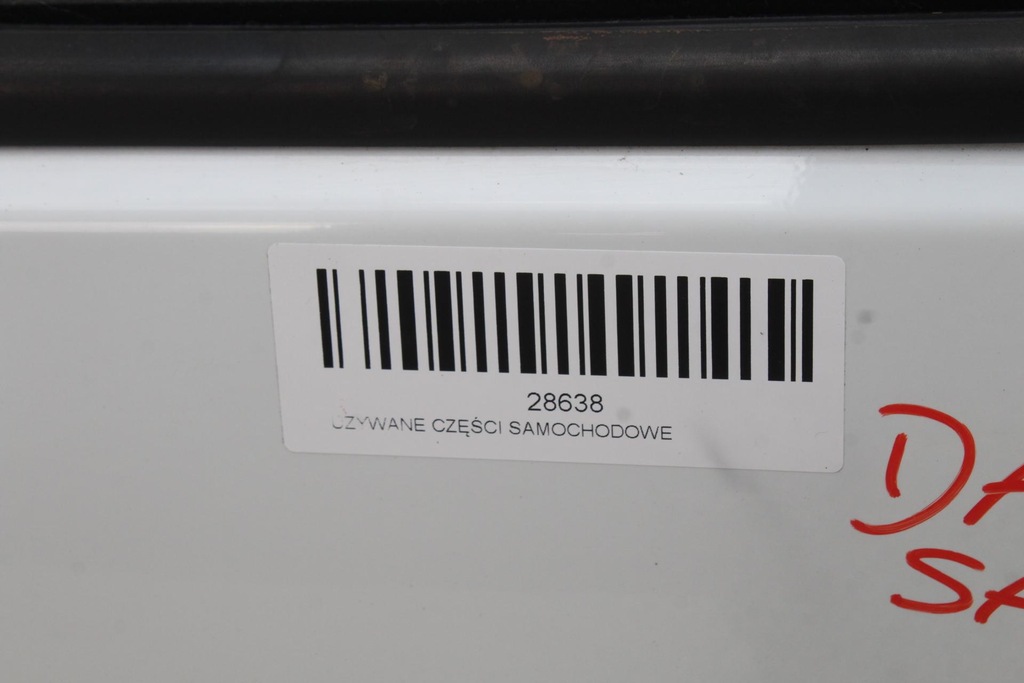 28638
UŻYWANE CZĘŚCI SAMOCHODOWE